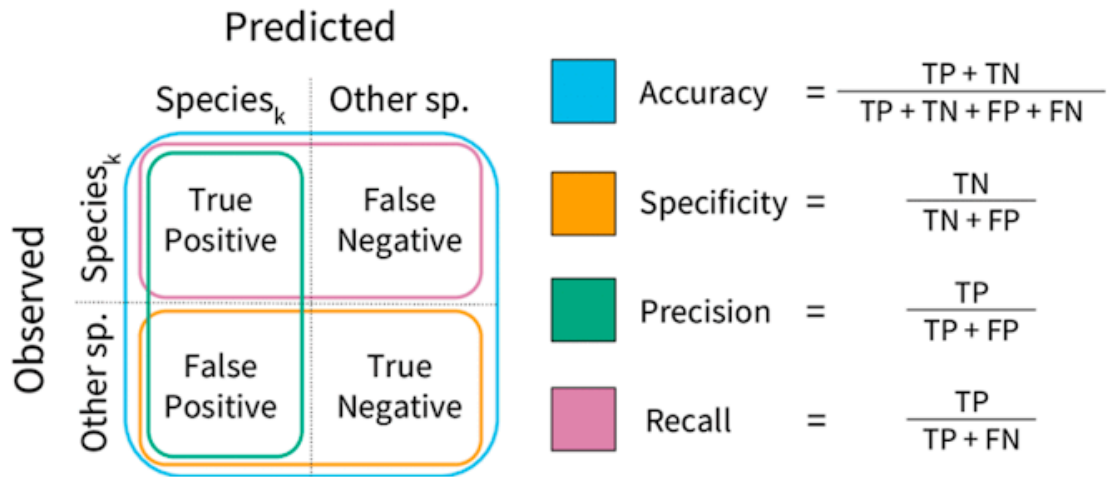 Predicted
Species_k Other sp.
Observed
Species_k
True Positive
False Negative
Other sp.
False Positive
True Negative
Accuracy = TP + TN / TP + TN + FP + FN
Specificity = TN / TN + FP
Precision = TP / TP + FP
Recall = TP / TP + FN